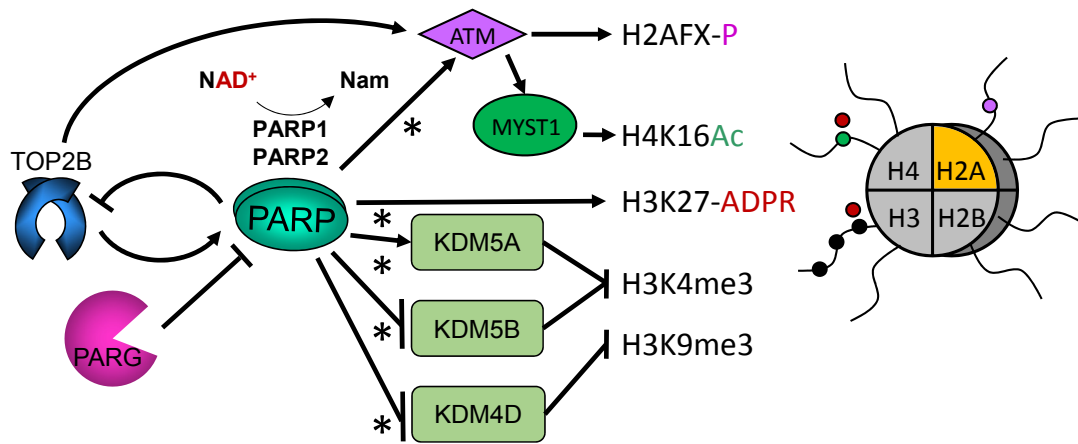 ATM
H2AFX-P
NAD⁺
Nam
PARP1
PARP2
*
MYST1
H4K16Ac
TOP2B
PARP
H3K27-ADPR
*
KDM5A
*
H3K4me3
KDM5B
*
H3K9me3
PARG
KDM4D
*
H4
H2A
H3
H2B